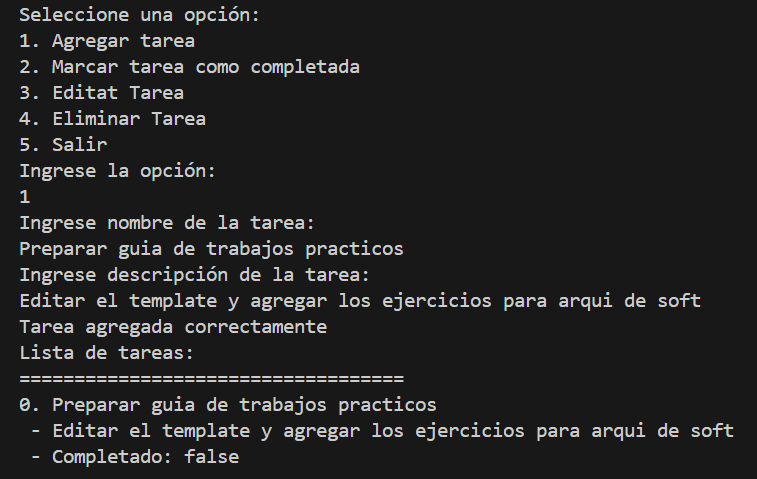 Seleccione una opción:
1. Agregar tarea
2. Marcar tarea como completada
3. Editat Tarea
4. Eliminar Tarea
5. Salir
Ingrese la opción:
1
Ingrese nombre de la tarea:
Preparar guia de trabajos practicos
Ingrese descripción de la tarea:
Editar el template y agregar los ejercicios para arqui de soft
Tarea agregada correctamente
Lista de tareas:
===================================
0. Preparar guia de trabajos practicos
 - Editar el template y agregar los ejercicios para arqui de soft
 - Completado: false